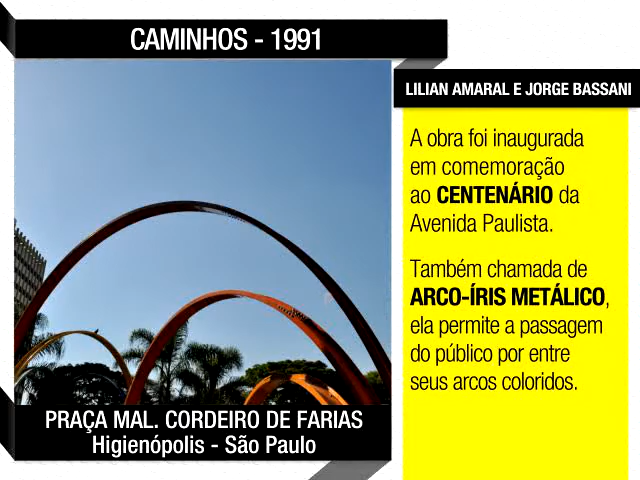 CAMINHOS - 1991
LILIAN AMARAL E JORGE BASSANI
A obra foi inaugurada
em comemoração
ao CENTENÁRIO da
Avenida Paulista.
Também chamada de
ARCO-ÍRIS METÁLICO,
ela permite a passagem
do público por entre
seus arcos coloridos.
PRAÇA MAL. CORDEIRO DE FARIAS
Higienópolis - São Paulo